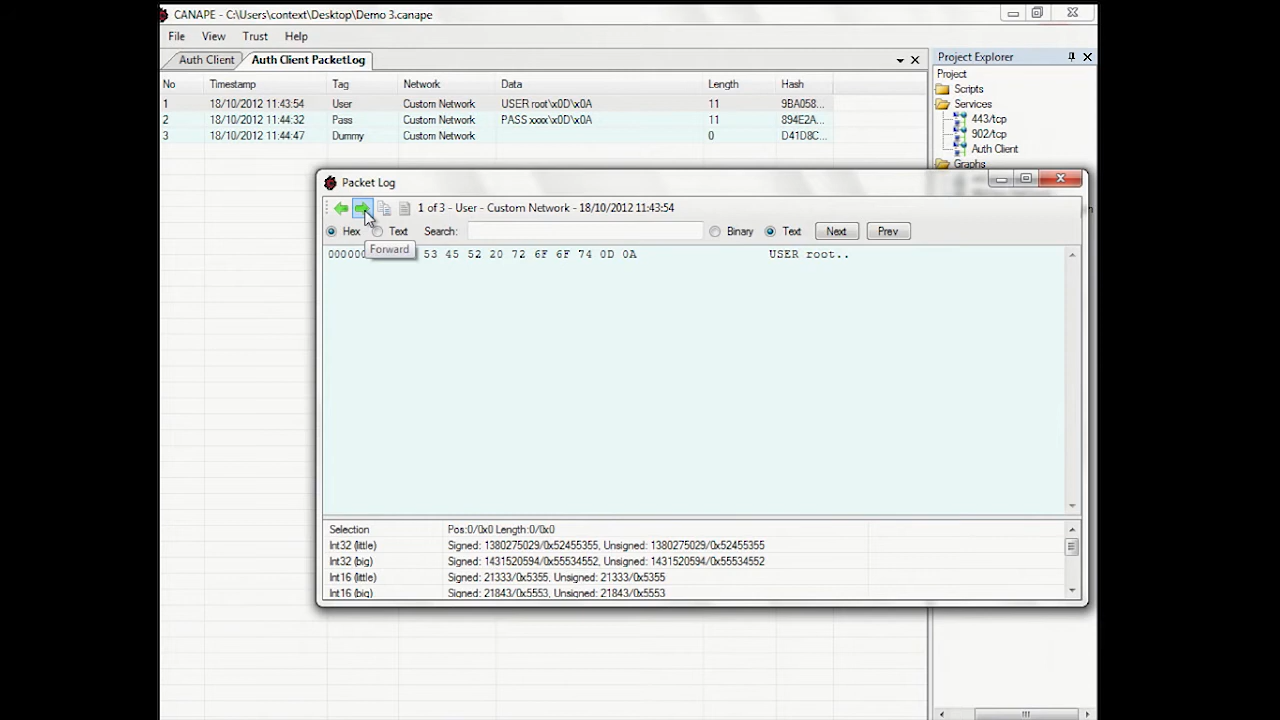 CANAPE - C:\Users\context\Desktop\Demo 3.canape
File View Trust Help
Auth Client Auth Client PacketLog
Project Explorer
Project
No Timestamp Tag Network Data Length Hash
1 18/10/2012 11:43:54 User Custom Network USER root\x0D\x0A 11 9BA058...
2 18/10/2012 11:44:32 Pass Custom Network PASS xxxx\x0D\x0A 11 894E2A...
3 18/10/2012 11:44:47 Dummy Custom Network 0 D41D8C...
Scripts
Services
443/tcp
902/tcp
Auth Client
Graphs
Packet Log
1 of 3 - User - Custom Network - 18/10/2012 11:43:54
Hex Text Search: Binary Text Next Prev
Forward
000000 53 45 52 20 72 6F 6F 74 0D 0A USER root..
Selection Pos:0/0x0 Length:0/0x0
Int32 (little) Signed: 1380275029/0x52455355, Unsigned: 1380275029/0x52455355
Int32 (big) Signed: 1431520594/0x55534552, Unsigned: 1431520594/0x55534552
Int16 (little) Signed: 21333/0x5355, Unsigned: 21333/0x5355
Int16 (big) Signed: 21843/0x5553, Unsigned: 21843/0x5553